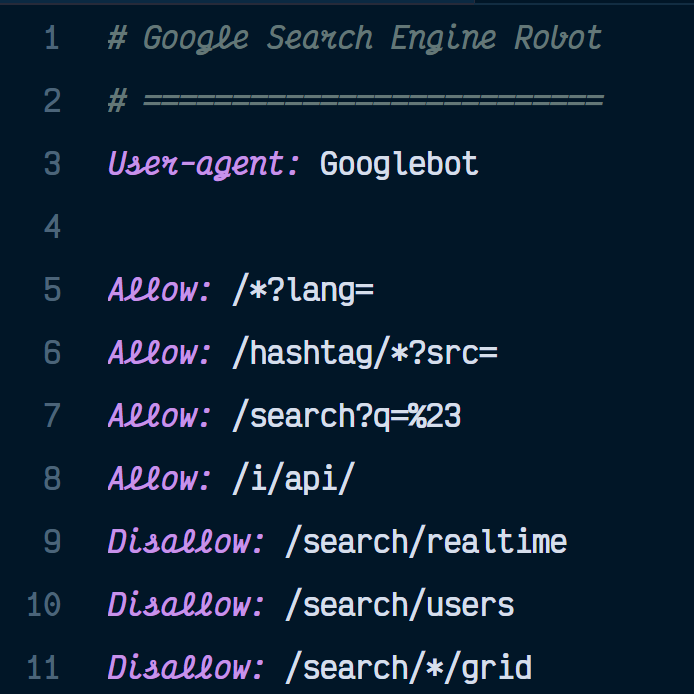 1 # Google Search Engine Robot
2 # ==========================
3 User-agent: Googlebot
4
5 Allow: /*?lang=
6 Allow: /hashtag/*?src=
7 Allow: /search?q=%23
8 Allow: /i/api/
9 Disallow: /search/realtime
10 Disallow: /search/users
11 Disallow: /search/*/grid